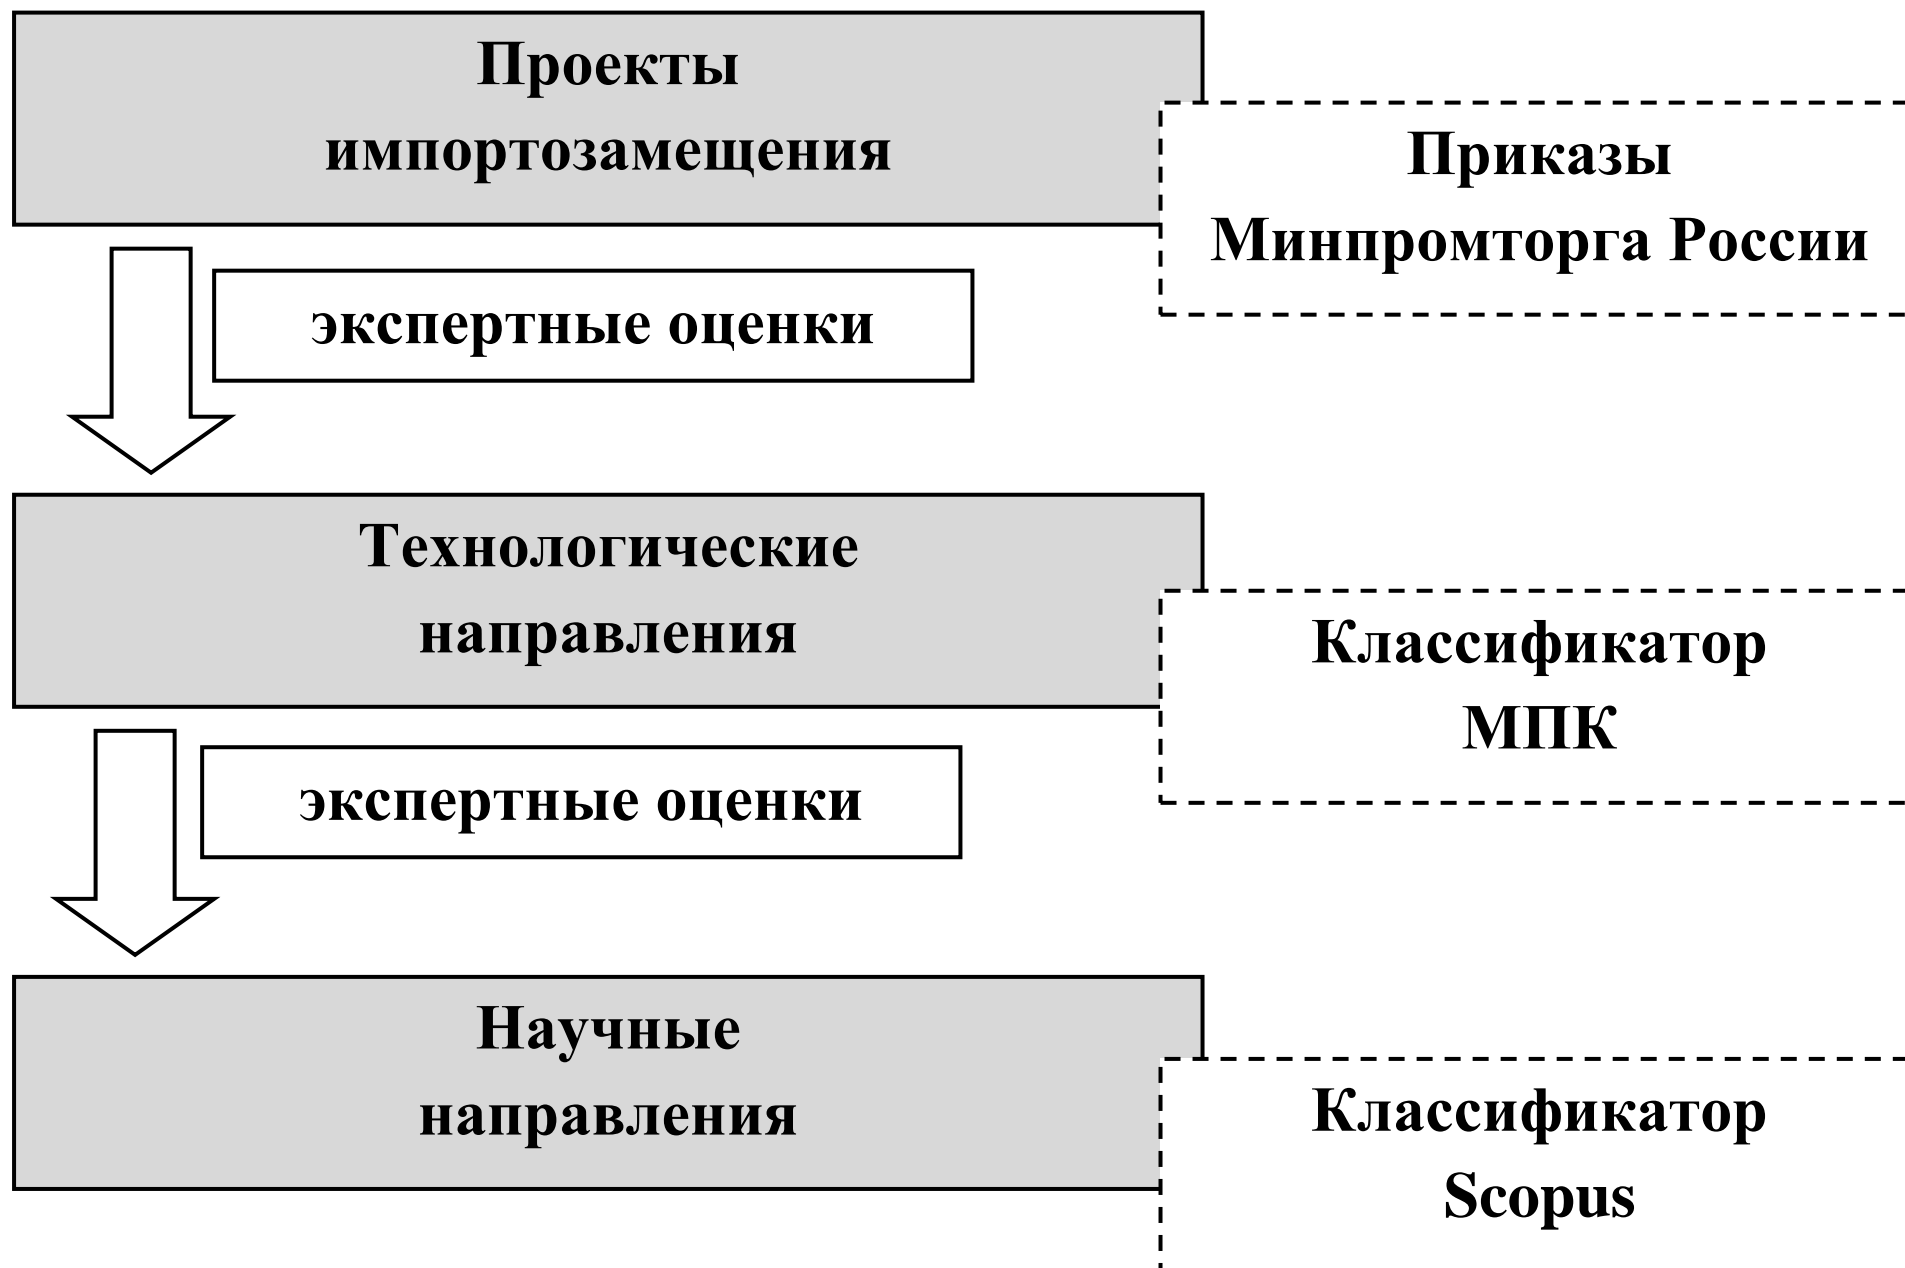 Проекты
импортозамещения
Приказы
Минпромторга России
экспертные оценки
Технологические
направления
Классификатор
МПК
экспертные оценки
Научные
направления
Классификатор
Scopus